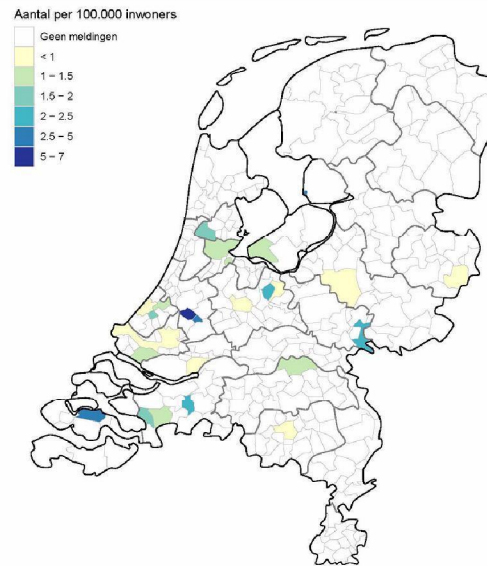 Aantal per 100.000 inwoners
Geen meldingen
< 1
1 – 1.5
1.5 – 2
2 – 2.5
2.5 – 5
5 – 7